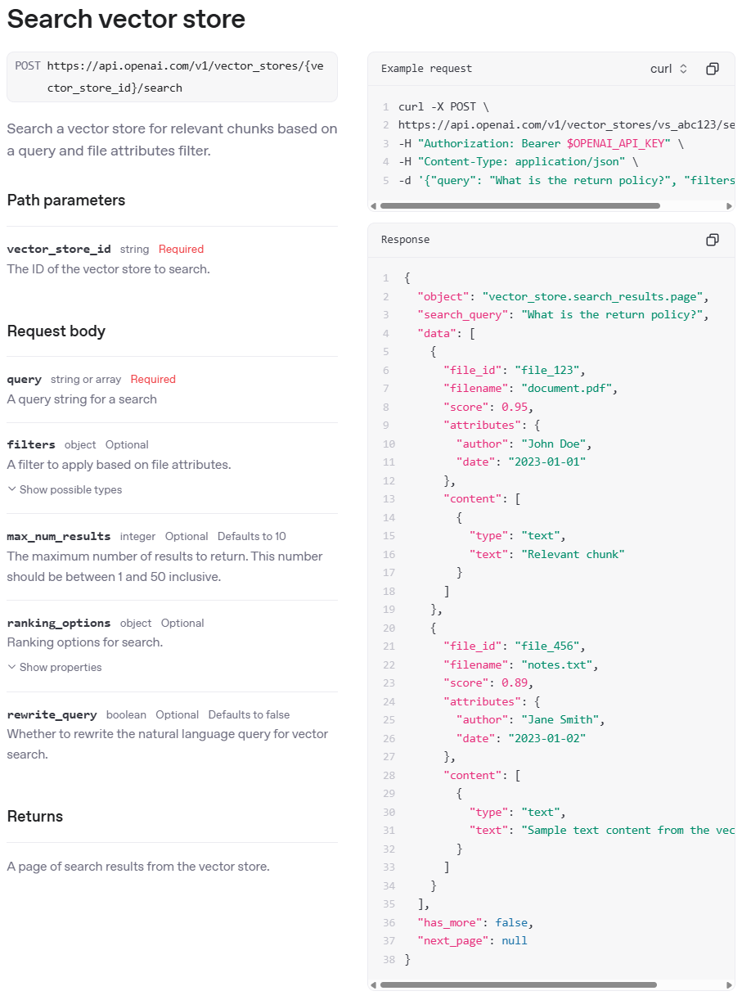 Search vector store
POST https://api.openai.com/v1/vector_stores/{ve
ctor_store_id}/search
Search a vector store for relevant chunks based on
a query and file attributes filter.
Path parameters
vector_store_id string Required
The ID of the vector store to search.
Request body
query string or array Required
A query string for a search
filters object Optional
A filter to apply based on file attributes.
Show possible types
max_num_results integer Optional Defaults to 10
The maximum number of results to return. This number
should be between 1 and 50 inclusive.
ranking_options object Optional
Ranking options for search.
Show properties
rewrite_query boolean Optional Defaults to false
Whether to rewrite the natural language query for vector
search.
Returns
A page of search results from the vector store.
Example request curl
1 curl -X POST \
2 https://api.openai.com/v1/vector_stores/vs_abc123/se
3 -H "Authorization: Bearer $OPENAI_API_KEY" \
4 -H "Content-Type: application/json" \
5 -d '{"query": "What is the return policy?", "filters
Response
1 {
2 "object": "vector_store.search_results.page",
3 "search_query": "What is the return policy?",
4 "data": [
5 {
6 "file_id": "file_123",
7 "filename": "document.pdf",
8 "score": 0.95,
9 "attributes": {
10 "author": "John Doe",
11 "date": "2023-01-01"
12 },
13 "content": [
14 {
15 "type": "text",
16 "text": "Relevant chunk"
17 }
18 ]
19 },
20 {
21 "file_id": "file_456",
22 "filename": "notes.txt",
23 "score": 0.89,
24 "attributes": {
25 "author": "Jane Smith",
26 "date": "2023-01-02"
27 },
28 "content": [
29 {
30 "type": "text",
31 "text": "Sample text content from the vec
32 }
33 ]
34 }
35 ],
36 "has_more": false,
37 "next_page": null
38 }